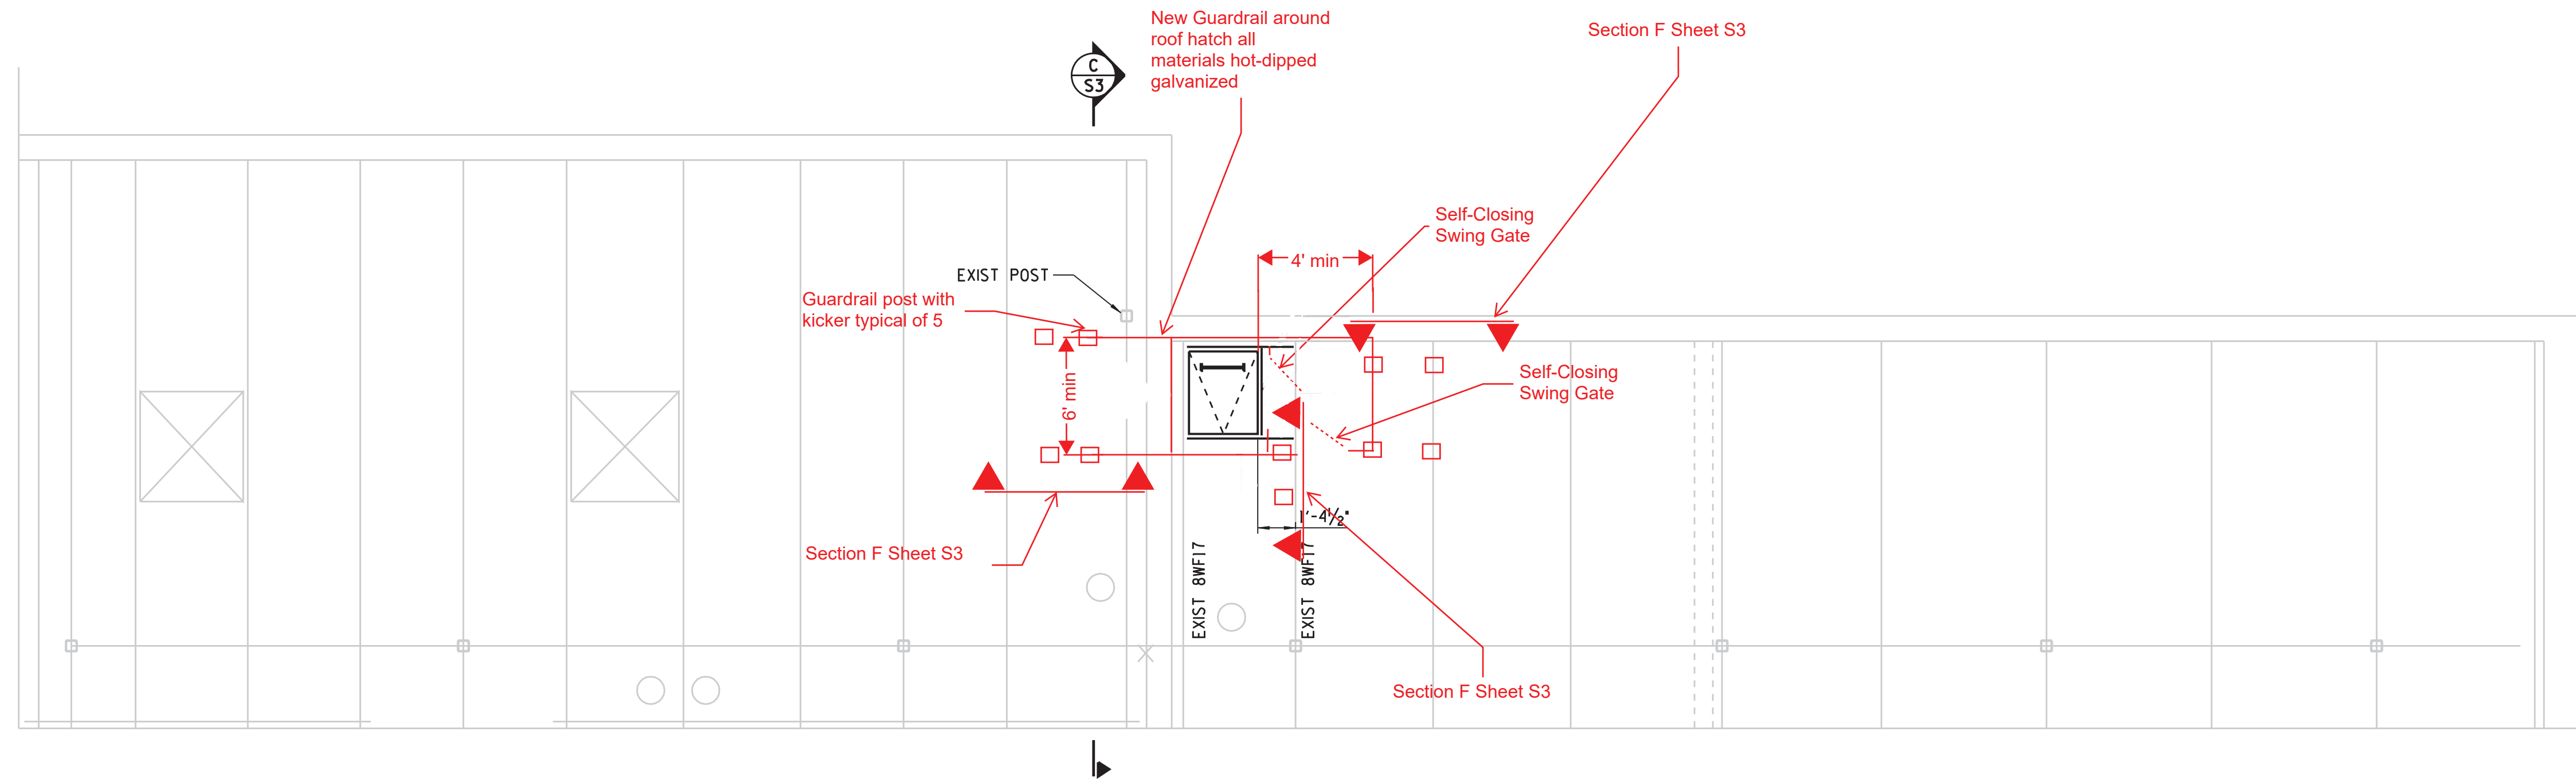 New Guardrail around
roof hatch all
materials hot-dipped
galvanized
Section F Sheet S3
C
S3
Self-Closing
Swing Gate
4' min
EXIST POST
Guardrail post with
kicker typical of 5
6' min
Self-Closing
Swing Gate
1'-4½"
Section F Sheet S3
EXIST 8WF17
EXIST 8WF17
Section F Sheet S3